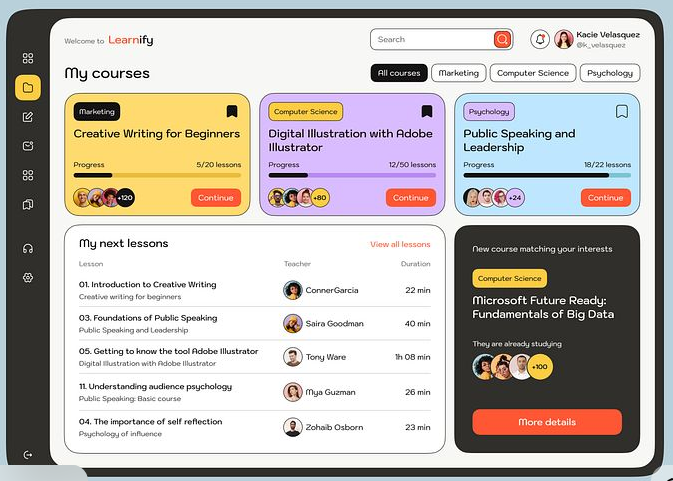 Welcome to Learnify
Search
Kacie Velasquez
@k_velasquez
My courses
All courses
Marketing
Computer Science
Psychology
Marketing
Creative Writing for Beginners
Progress
5/20 lessons
+120
Continue
Computer Science
Digital Illustration with Adobe
Illustrator
Progress
12/50 lessons
+80
Continue
Psychology
Public Speaking and
Leadership
Progress
18/22 lessons
+24
Continue
My next lessons
View all lessons
Lesson
Teacher
Duration
01. Introduction to Creative Writing
Creative writing for beginners
ConnerGarcia
22 min
03. Foundations of Public Speaking
Public Speaking and Leadership
Saira Goodman
40 min
05. Getting to know the tool Adobe Illustrator
Digital Illustration with Adobe Illustrator
Tony Ware
1h 08 min
11. Understanding audience psychology
Public Speaking: Basic course
Mya Guzman
26 min
04. The importance of self reflection
Psychology of influence
Zohaib Osborn
23 min
New course matching your interests
Computer Science
Microsoft Future Ready:
Fundamentals of Big Data
They are already studying
+100
More details